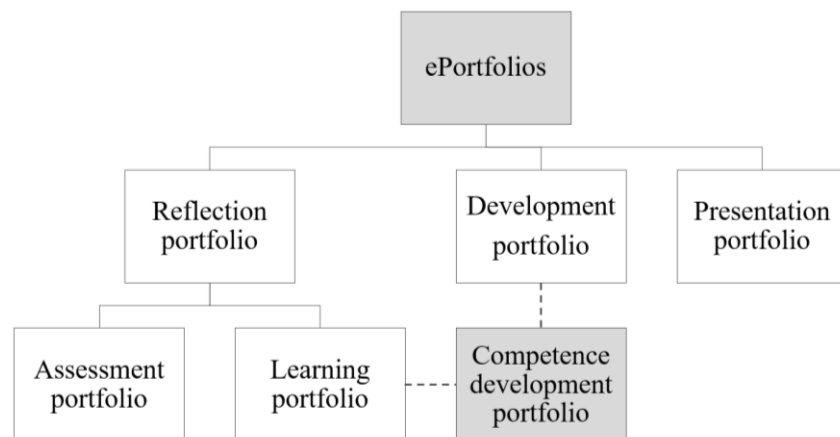 ePortfolios
Reflection
portfolio
Development
portfolio
Presentation
portfolio
Assessment
portfolio
Learning
portfolio
Competence
development
portfolio